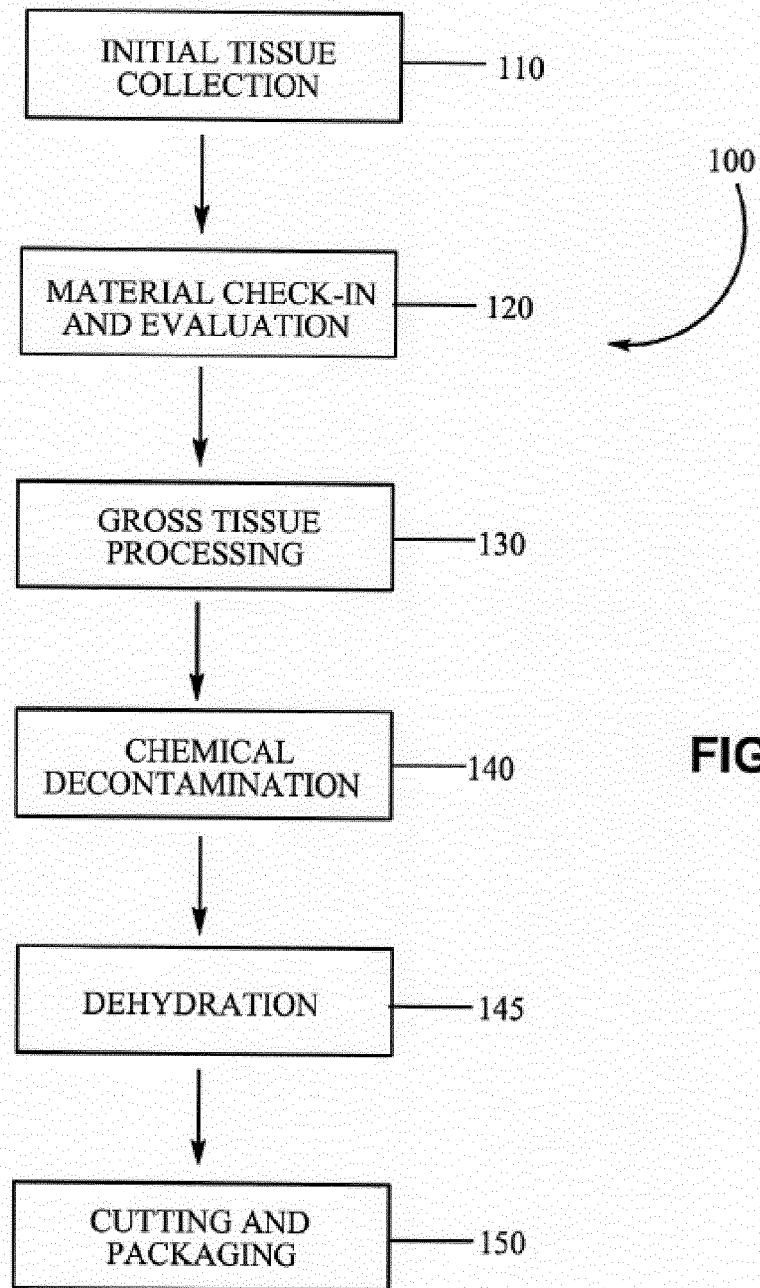 INITIAL TISSUE
COLLECTION
110
100
MATERIAL CHECK-IN
AND EVALUATION
120
GROSS TISSUE
PROCESSING
130
CHEMICAL
DECONTAMINATION
140
FIG
DEHYDRATION
145
CUTTING AND
PACKAGING
150